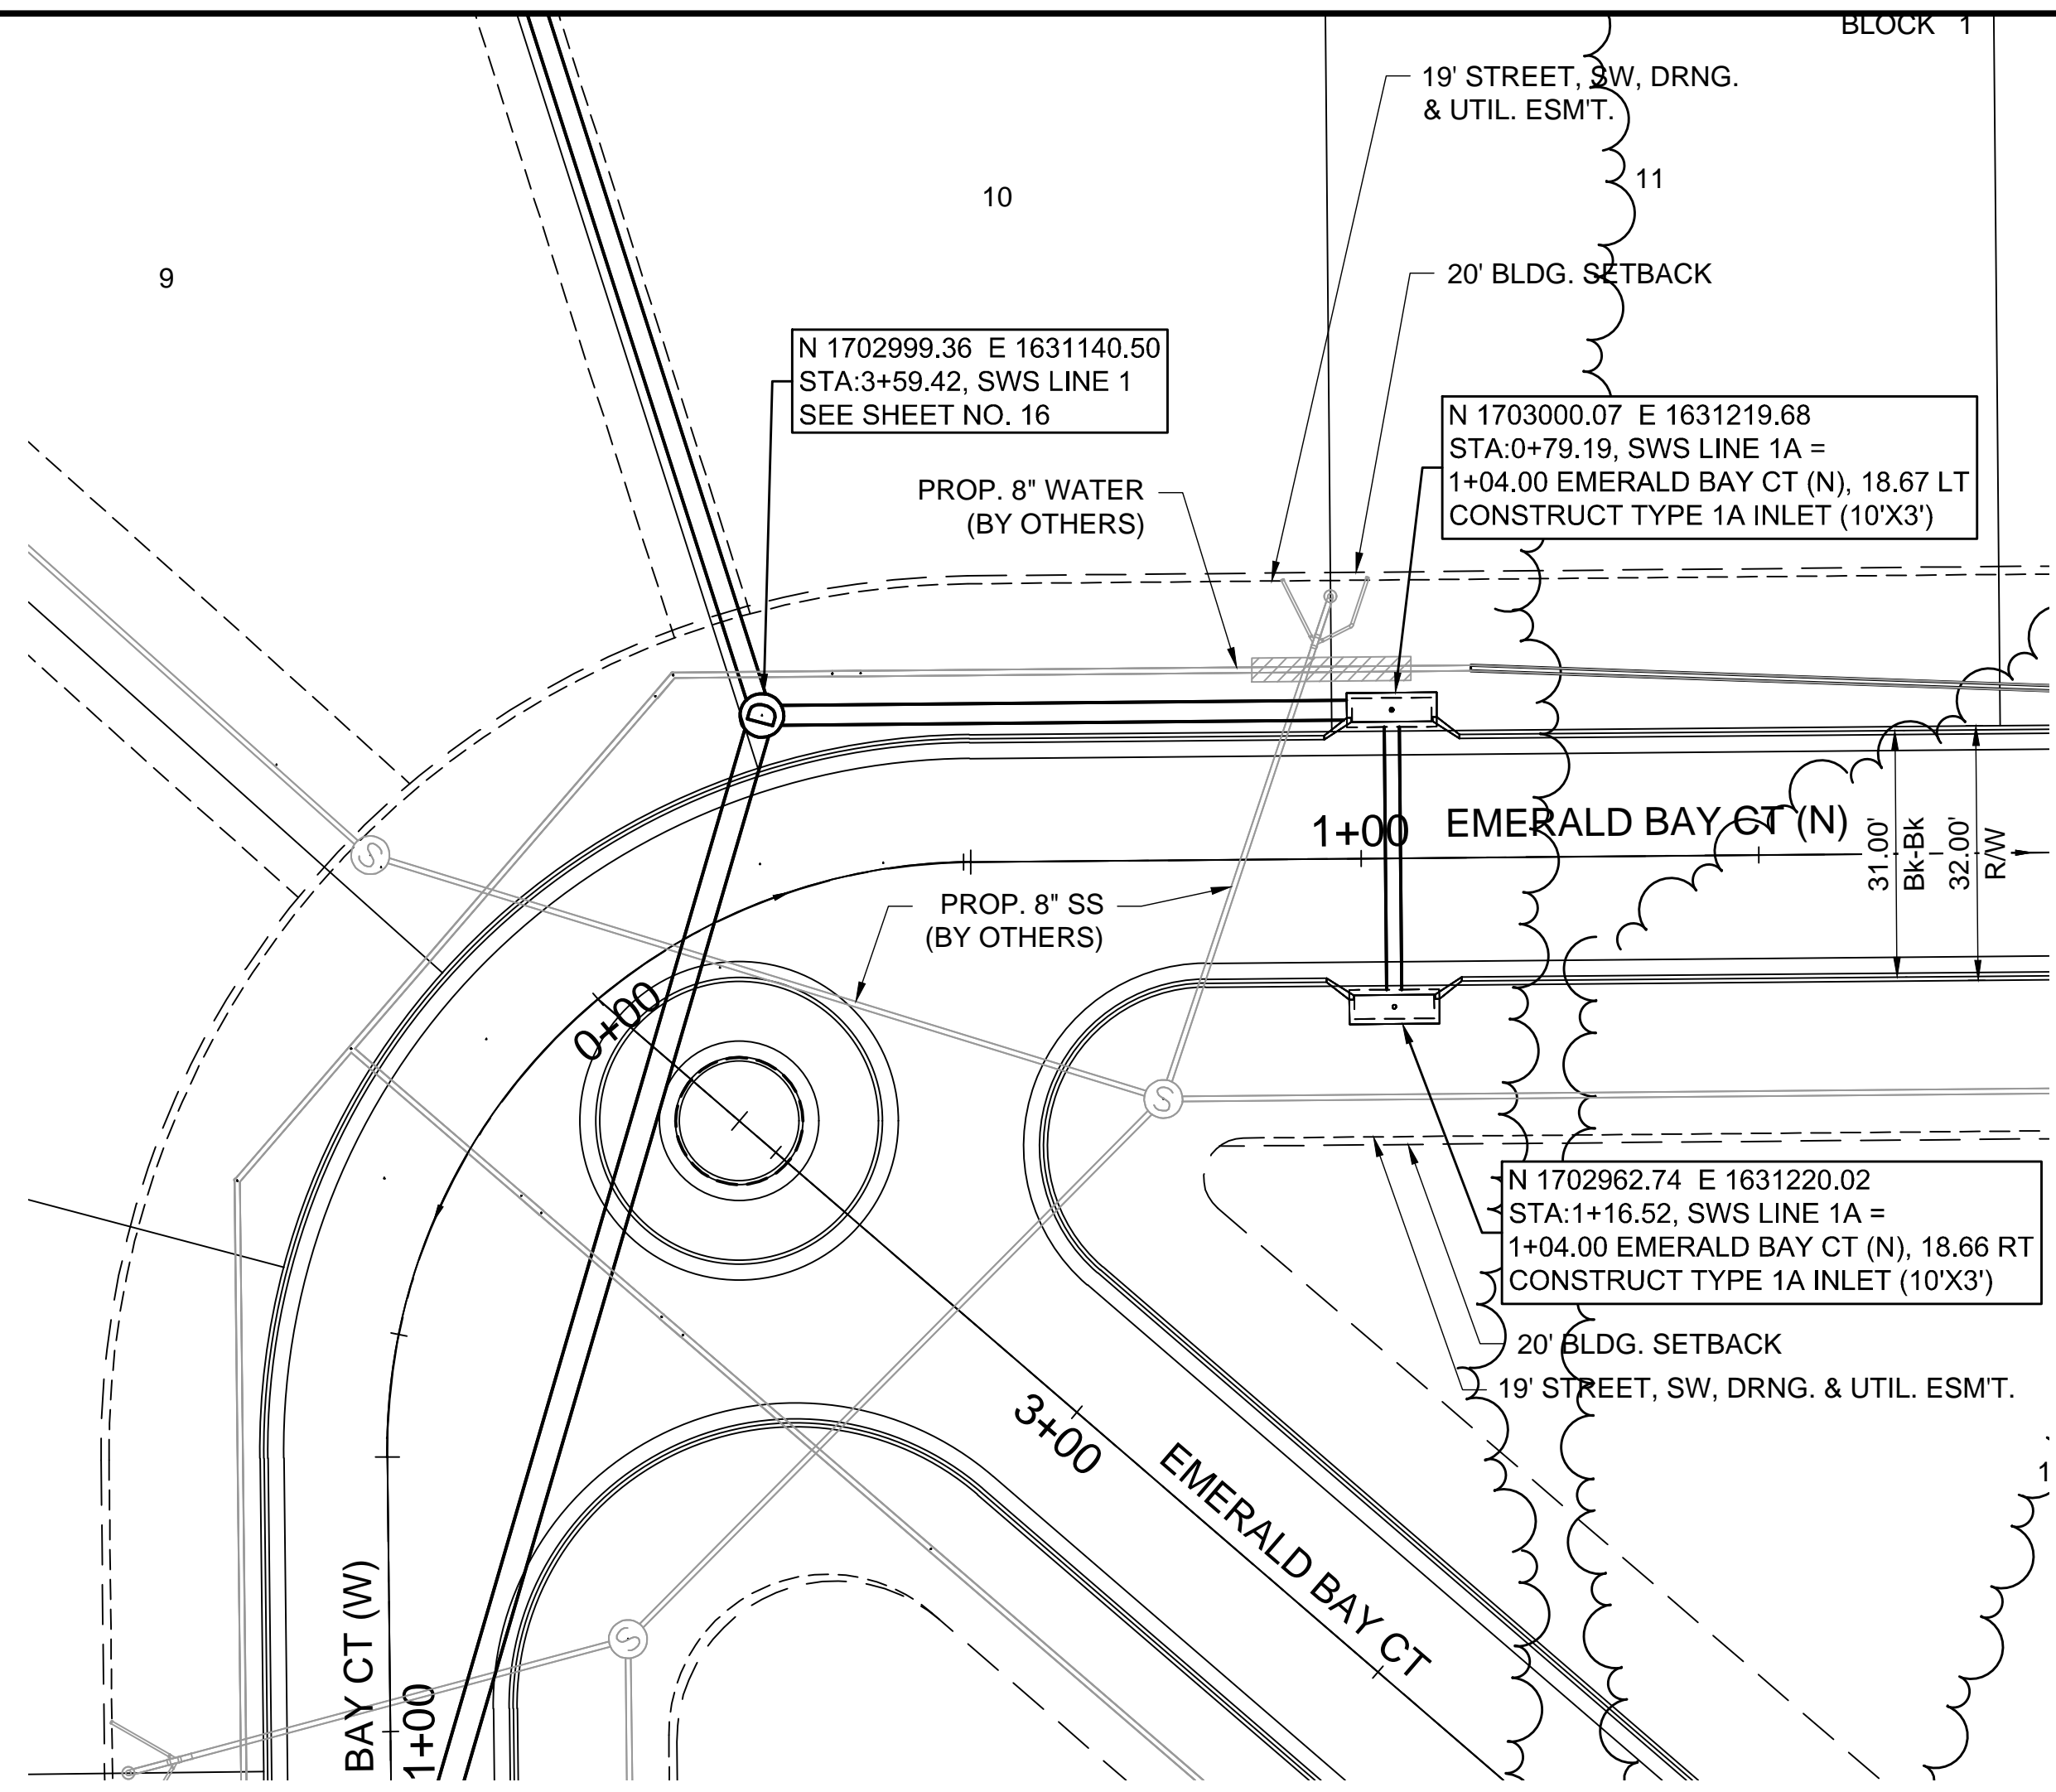 BLOCK 1
19' STREET, SW, DRNG.
& UTIL. ESM'T.
11
10
9
20' BLDG. SETBACK
N 1702999.36 E 1631140.50
STA:3+59.42, SWS LINE 1
SEE SHEET NO. 16
N 1703000.07 E 1631219.68
STA:0+79.19, SWS LINE 1A =
1+04.00 EMERALD BAY CT (N), 18.67 LT
CONSTRUCT TYPE 1A INLET (10'X3')
PROP. 8" WATER
(BY OTHERS)
D
1+00
EMERALD BAY CT (N)
31.00'
Bk-Bk
32.00'
R/W
S
PROP. 8" SS
(BY OTHERS)
0+00
S
N 1702962.74 E 1631220.02
STA:1+16.52, SWS LINE 1A =
1+04.00 EMERALD BAY CT (N), 18.66 RT
CONSTRUCT TYPE 1A INLET (10'X3')
20' BLDG. SETBACK
19' STREET, SW, DRNG. & UTIL. ESM'T.
3+00
EMERALD BAY CT
1
S
BAY CT (W)
1+00